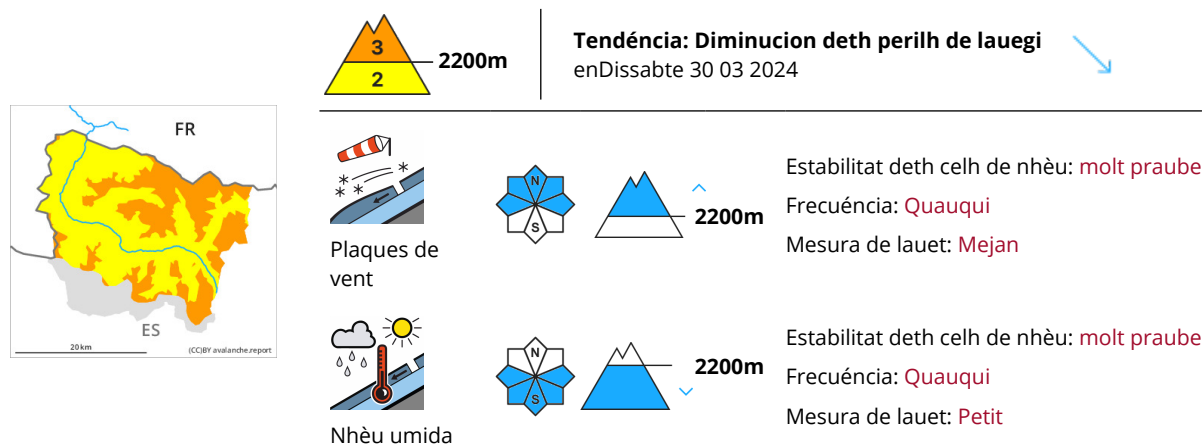 3
2
2200m
Tendéncia: Diminucion deth perilh de lauegi
enDissabte 30 03 2024
FR
ES
20 km
(CC)BY avalanche.report
N
S
2200m
Plaques de
vent
Estabilitat deth celh de nhèu: molt praube
Frecuéncia: Quauqui
Mesura de lauet: Mejan
N
S
2200m
Nhèu umida
Estabilitat deth celh de nhèu: molt praube
Frecuéncia: Quauqui
Mesura de lauet: Petit